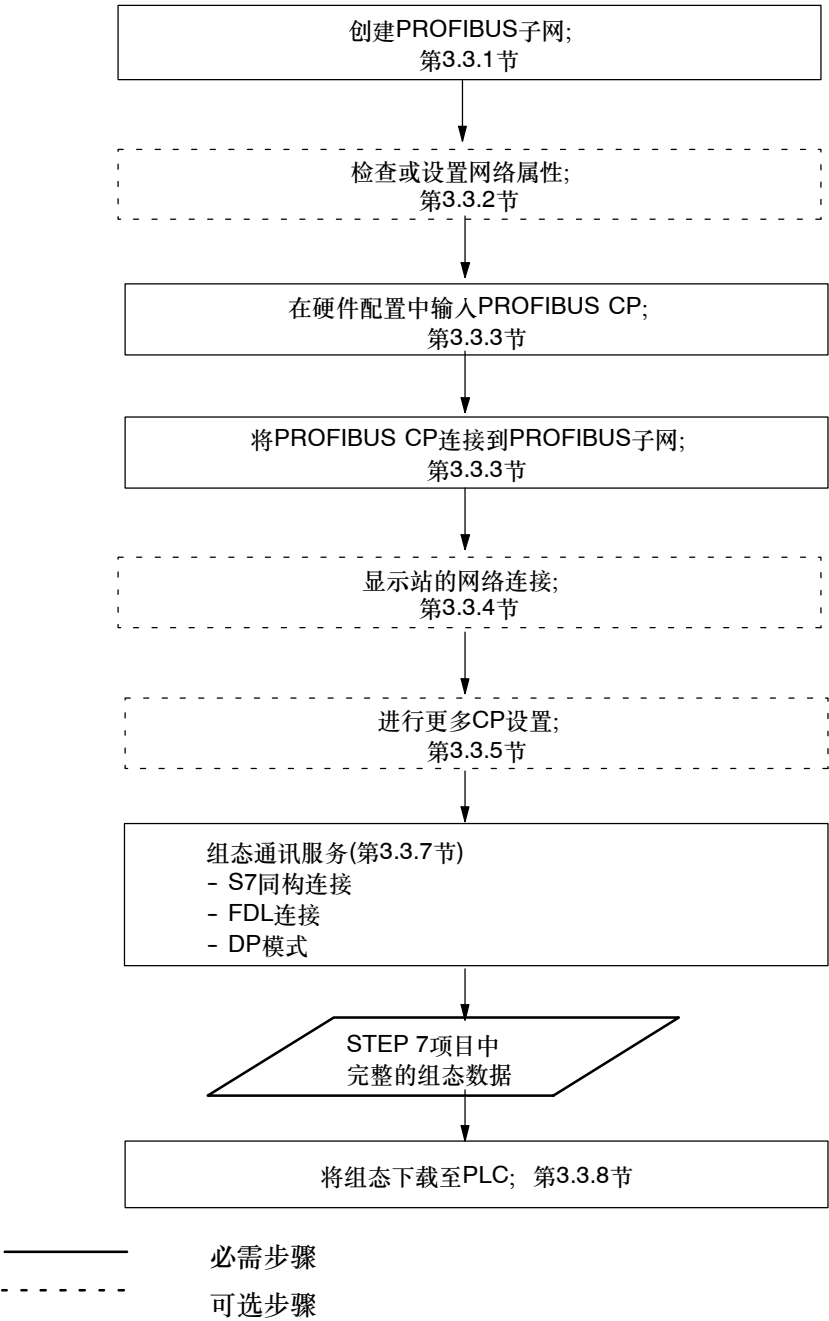 创建PROFIBUS子网;
第3.3.1节
检查或设置网络属性;
第3.3.2节
在硬件配置中输入PROFIBUS CP;
第3.3.3节
将PROFIBUS CP连接到PROFIBUS子网;
第3.3.3节
显示站的网络连接;
第3.3.4节
进行更多CP设置;
第3.3.5节
组态通讯服务(第3.3.7节)
- S7同构连接
- FDL连接
- DP模式
STEP 7项目中
完整的组态数据
将组态下载至PLC; 第3.3.8节
必需步骤
可选步骤